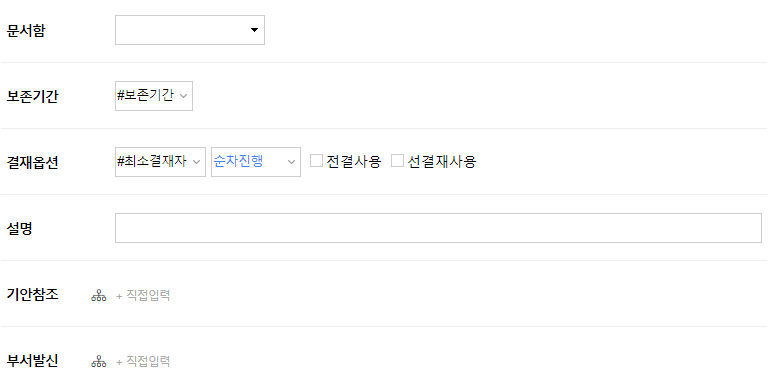 문서함
보존기간 #보존기간
결재옵션 #최소결재자 순차진행 전결사용 선결재사용
설명
기안참조 + 직접입력
부서발신 + 직접입력